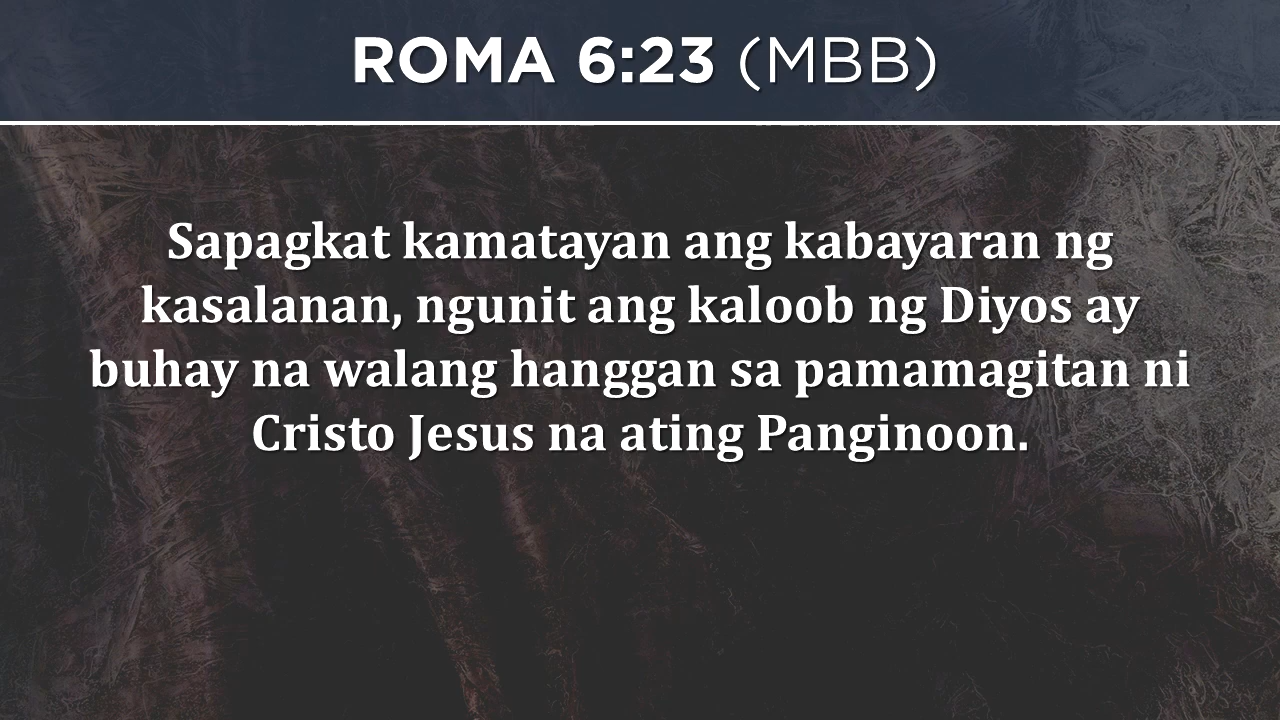 ROMA 6:23 (MBB)
Sapagkat kamatayan ang kabayaran ng
kasalanan, ngunit ang kaloob ng Diyos ay
buhay na walang hanggan sa pamamagitan ni
Cristo Jesus na ating Panginoon.